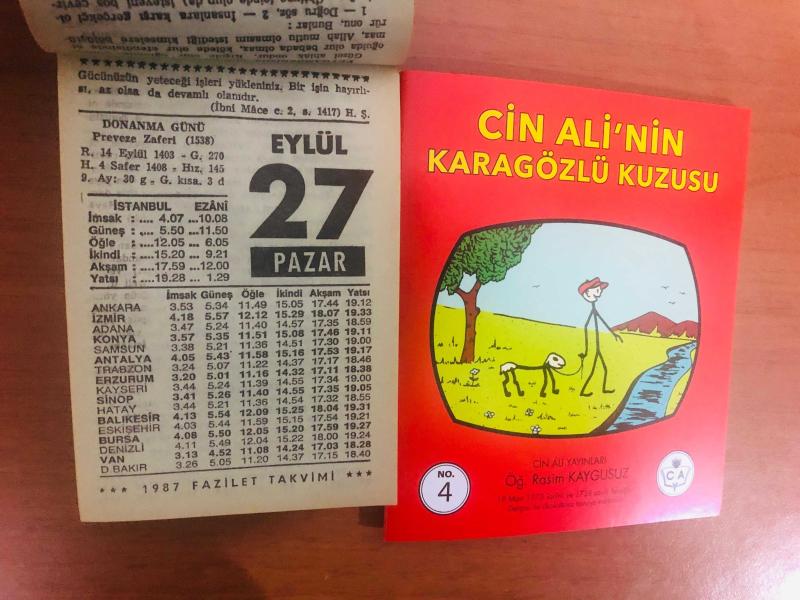 1 — Doğru söz, 2 — İnsanlara karşı gerçekçi ol-
Gücünüzün yeteceği işleri yükleniniz. Bir işin hayırlı-
sı, az olsa da devamlı olanıdır.
(İbni Mâce c. 2, s. 1417) H. Ş.
DONANMA GÜNÜ
Preveze Zaferi (1538)
R. 14 Eylül 1403 - G. 270
H. 4 Safer 1408 - Hız. 145
9. Ay: 30 g - G. kısa. 3 d
EYLÜL
27
PAZAR
İSTANBUL EZÂNÎ
İmsak : .... 4.07 ...10.08
Güneş : .... 5.50 ...11.50
Öğle : ...12.05 ... 6.05
İkindi : ...15.20 ... 9.21
Akşam : ...17.59 ...12.00
Yatsı : ...19.28 ... 1.29
İmsak Güneş Öğle İkindi Akşam Yatsı
ANKARA 3.53 5.34 11.49 15.05 17.44 19.12
İZMİR 4.18 5.57 12.12 15.29 18.07 19.33
ADANA 3.47 5.24 11.40 14.57 17.35 18.59
KONYA 3.57 5.35 11.51 15.08 17.46 19.11
SAMSUN 3.38 5.21 11.36 14.51 17.30 19.00
ANTALYA 4.05 5.43 11.58 15.16 17.53 19.17
TRABZON 3.24 5.07 11.22 14.37 17.17 18.46
ERZURUM 3.20 5.01 11.16 14.32 17.11 18.38
KAYSERİ 3.44 5.24 11.39 14.55 17.34 19.00
SİNOP 3.41 5.26 11.40 14.55 17.35 19.05
HATAY 3.44 5.21 11.36 14.54 17.32 18.55
BALIKESİR 4.13 5.54 12.09 15.25 18.04 19.31
ESKİŞEHİR 4.03 5.44 11.59 15.15 17.54 19.21
BURSA 4.08 5.50 12.05 15.20 17.59 19.27
DENİZLİ 4.11 5.49 12.04 15.22 18.00 19.24
VAN 3.13 4.52 11.08 14.24 17.03 18.28
D BAKIR 3.26 5.05 11.20 14.37 17.15 18.40
*** 1987 FAZİLET TAKVİMİ ***
CİN ALİ'NİN
KARAGÖZLÜ KUZUSU
CİN ALİ YAYINLARI
Öğ. Rasim KAYGUSUZ
NO.
4
C A